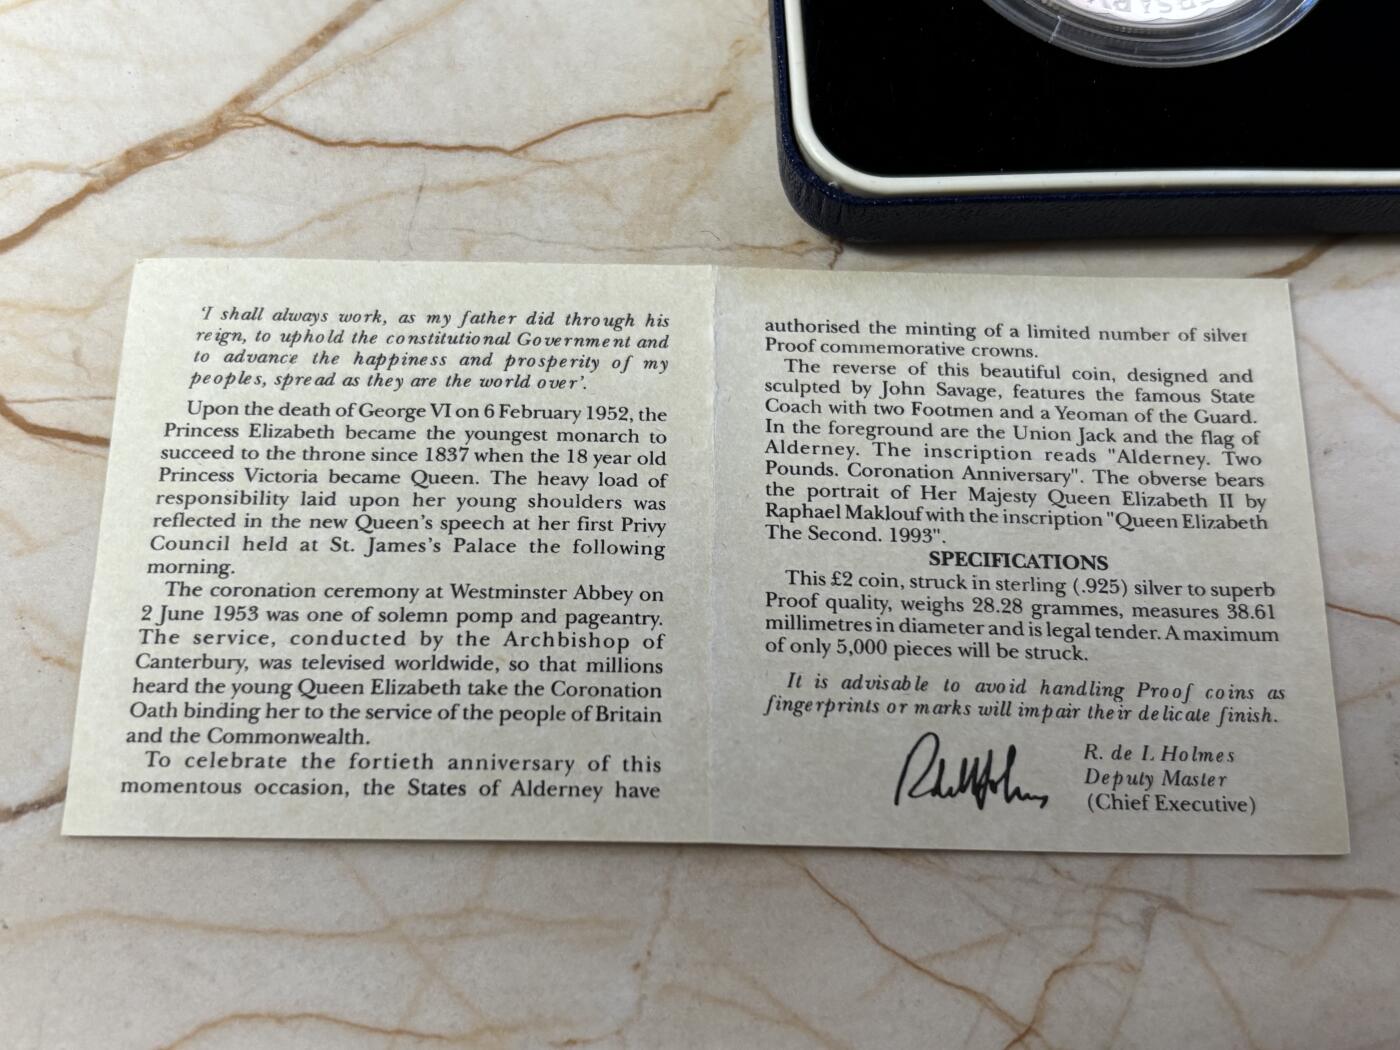 'I shall always work, as my father did through his
reign, to uphold the constitutional Government and
to advance the happiness and prosperity of my
peoples, spread as they are the world over'.
Upon the death of George VI on 6 February 1952, the
Princess Elizabeth became the youngest monarch to
succeed to the throne since 1837 when the 18 year old
Princess Victoria became Queen. The heavy load of
responsibility laid upon her young shoulders was
reflected in the new Queen's speech at her first Privy
Council held at St. James's Palace the following
morning.
The coronation ceremony at Westminster Abbey on
2 June 1953 was one of solemn pomp and pageantry.
The service, conducted by the Archbishop of
Canterbury, was televised worldwide, so that millions
heard the young Queen Elizabeth take the Coronation
Oath binding her to the service of the people of Britain
and the Commonwealth.
To celebrate the fortieth anniversary of this
momentous occasion, the States of Alderney have
authorised the minting of a limited number of silver
Proof commemorative crowns.
The reverse of this beautiful coin, designed and
sculpted by John Savage, features the famous State
Coach with two Footmen and a Yeoman of the Guard.
In the foreground are the Union Jack and the flag of
Alderney. The inscription reads "Alderney. Two
Pounds. Coronation Anniversary". The obverse bears
the portrait of Her Majesty Queen Elizabeth II by
Raphael Maklouf with the inscription "Queen Elizabeth
The Second. 1993".
SPECIFICATIONS
This £2 coin, struck in sterling (.925) silver to superb
Proof quality, weighs 28.28 grammes, measures 38.61
millimetres in diameter and is legal tender. A maximum
of only 5,000 pieces will be struck.
It is advisable to avoid handling Proof coins as
fingerprints or marks will impair their delicate finish.
R. de L Holmes
Deputy Master
(Chief Executive)